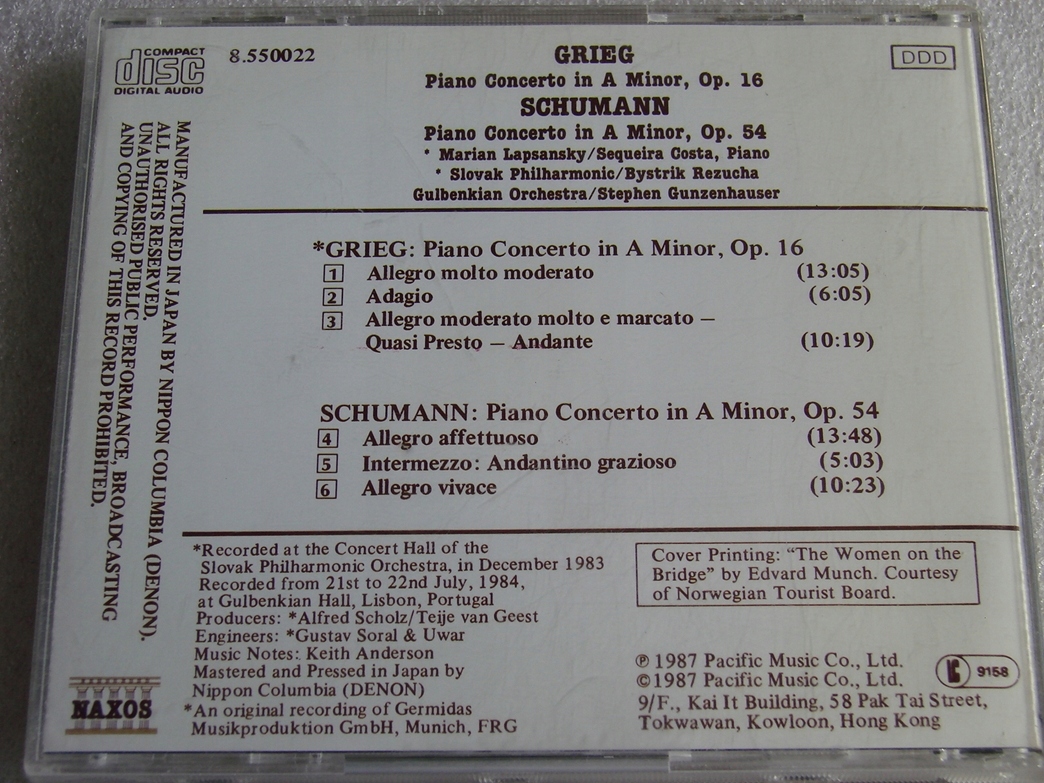 COMPACT
disc
DIGITAL AUDIO
8.550022
DDD
GRIEG
Piano Concerto in A Minor, Op. 16
SCHUMANN
Piano Concerto in A Minor, Op. 54
* Marian Lapsansky/Sequeira Costa, Piano
* Slovak Philharmonic/Bystrik Rezucha
Gulbenkian Orchestra/Stephen Gunzenhauser
MANUFACTURED IN JAPAN BY NIPPON COLUMBIA (DENON).
ALL RIGHTS RESERVED.
UNAUTHORISED PUBLIC PERFORMANCE, BROADCASTING
AND COPYING OF THIS RECORD PROHIBITED.
*GRIEG: Piano Concerto in A Minor, Op. 16
1 Allegro molto moderato (13:05)
2 Adagio (6:05)
3 Allegro moderato molto e marcato –
Quasi Presto – Andante (10:19)
SCHUMANN: Piano Concerto in A Minor, Op. 54
4 Allegro affettuoso (13:48)
5 Intermezzo: Andantino grazioso (5:03)
6 Allegro vivace (10:23)
*Recorded at the Concert Hall of the
Slovak Philharmonic Orchestra, in December 1983
Recorded from 21st to 22nd July, 1984,
at Gulbenkian Hall, Lisbon, Portugal
Producers: *Alfred Scholz/Teije van Geest
Engineers: *Gustav Soral & Uwar
Music Notes: Keith Anderson
Mastered and Pressed in Japan by
Nippon Columbia (DENON)
*An original recording of Germidas
Musikproduktion GmbH, Munich, FRG
NAXOS
Cover Printing: “The Women on the
Bridge” by Edvard Munch. Courtesy
of Norwegian Tourist Board.
℗ 1987 Pacific Music Co., Ltd.
©1987 Pacific Music Co., Ltd.
9/F., Kai It Building, 58 Pak Tai Street,
Tokwawan, Kowloon, Hong Kong
9158